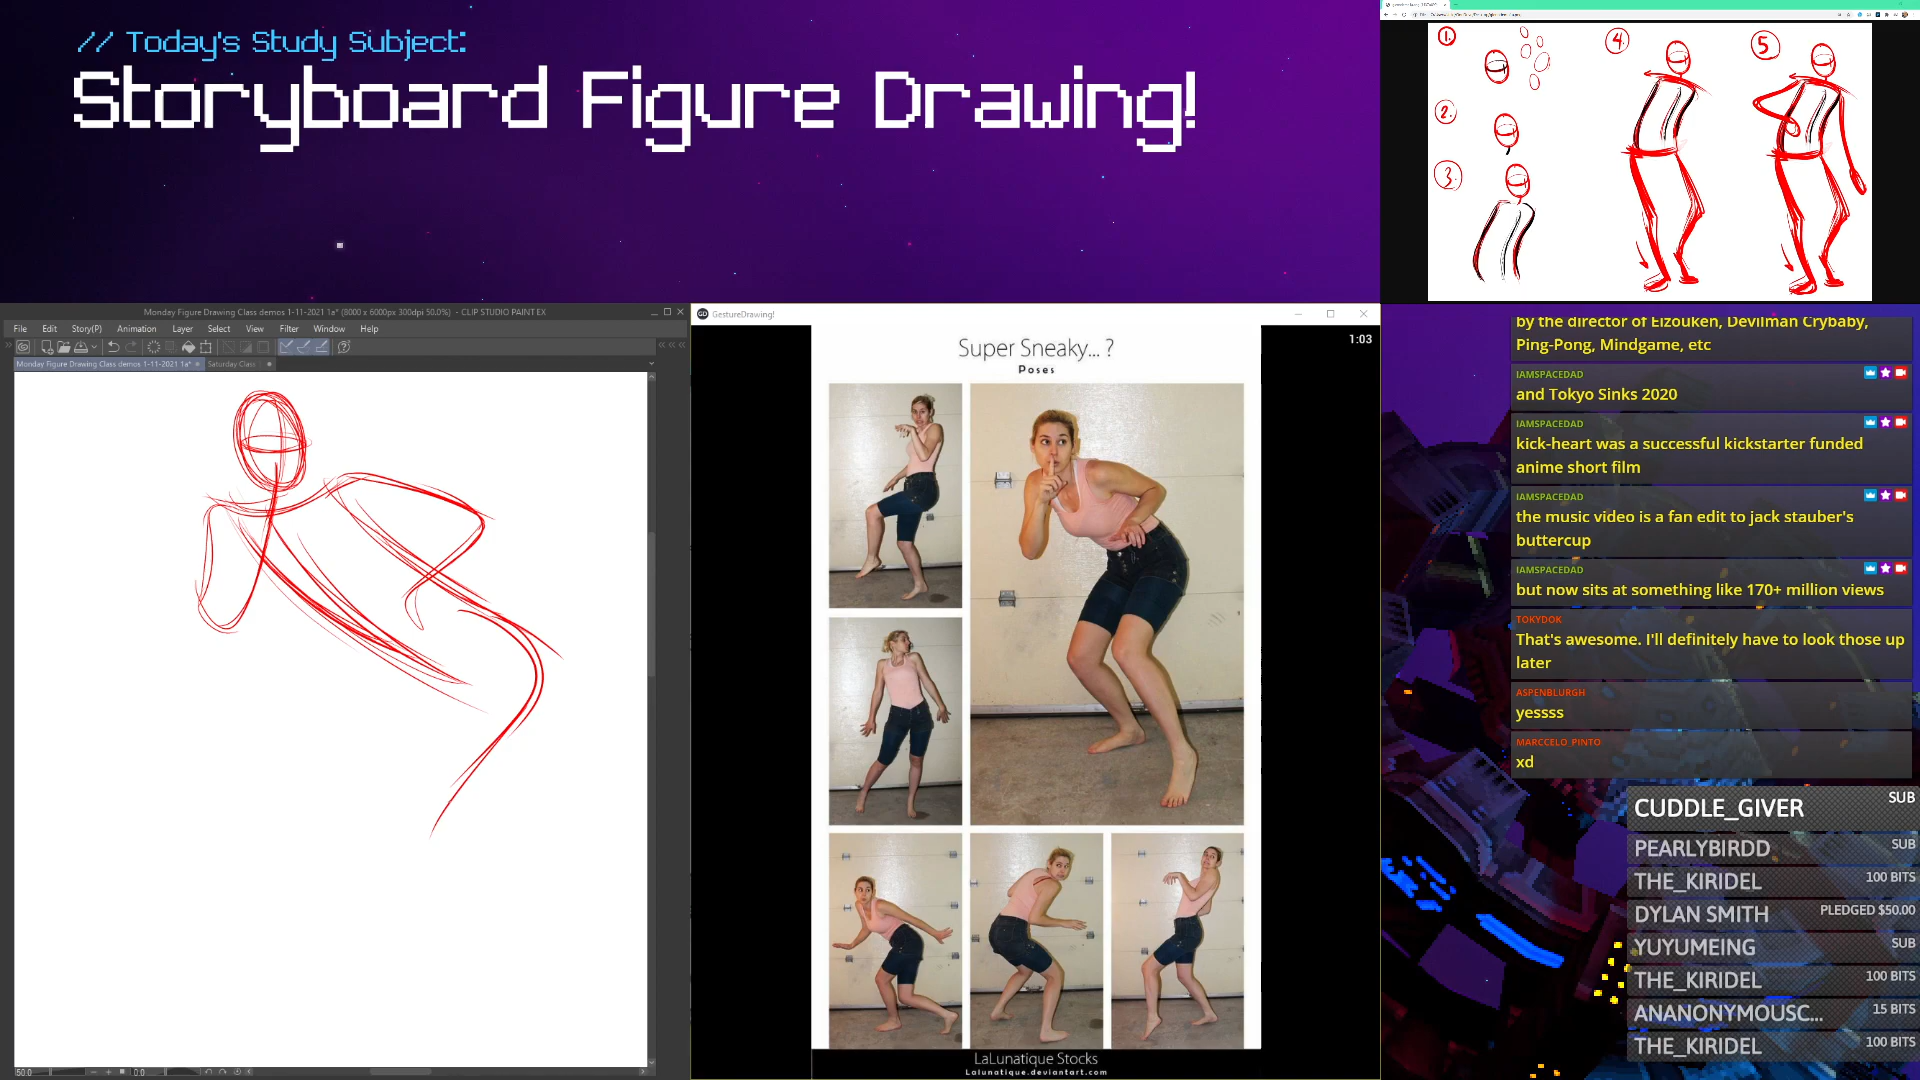 // Today's Study Subject:
Storyboard Figure Drawing!
1.
2.
3.
4.
5
Monday Figure Drawing Class demos 1-11-2021 1a* (8000 x 6000px 300dpi 50.0%) - CLIP STUDIO PAINT EX
File Edit Story(P) Animation Layer Select View Filter Window Help
Monday Figure Drawing Class demos 1-11-2021 1a*
Saturday Class
50.0
0.0
GD GestureDrawing!
1:03
Super Sneaky... ?
Poses
LaLunatique Stocks
Lalunatique.deviantart.com
by the director of Eizouken, Devilman Crybaby,
Ping-Pong, Mindgame, etc
IAMSPACEDAD
and Tokyo Sinks 2020
IAMSPACEDAD
kick-heart was a successful kickstarter funded
anime short film
IAMSPACEDAD
the music video is a fan edit to jack stauber's
buttercup
IAMSPACEDAD
but now sits at something like 170+ million views
TOKYDOK
That's awesome. I'll definitely have to look those up
later
ASPENBLURGH
yessss
MARCCELO_PINTO
xd
CUDDLE_GIVER SUB
PEARLYBIRDD SUB
THE_KIRIDEL 100 BITS
DYLAN SMITH PLEDGED $50.00
YUYUMEING SUB
THE_KIRIDEL 100 BITS
ANANONYMOUSC... 15 BITS
THE_KIRIDEL 100 BITS